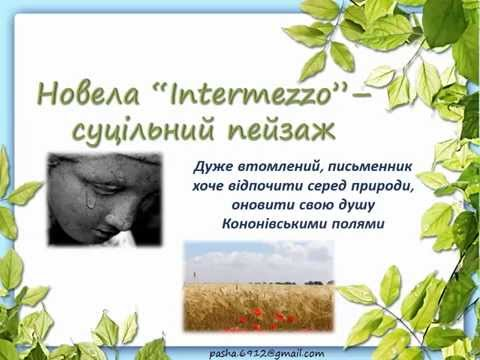 Новела “Intermezzo”–
суцільний пейзаж
Дуже втомлений, письменник
хоче відпочити серед природи,
оновити свою душу
Кононівськими полями
pasha.6912@gmail.com